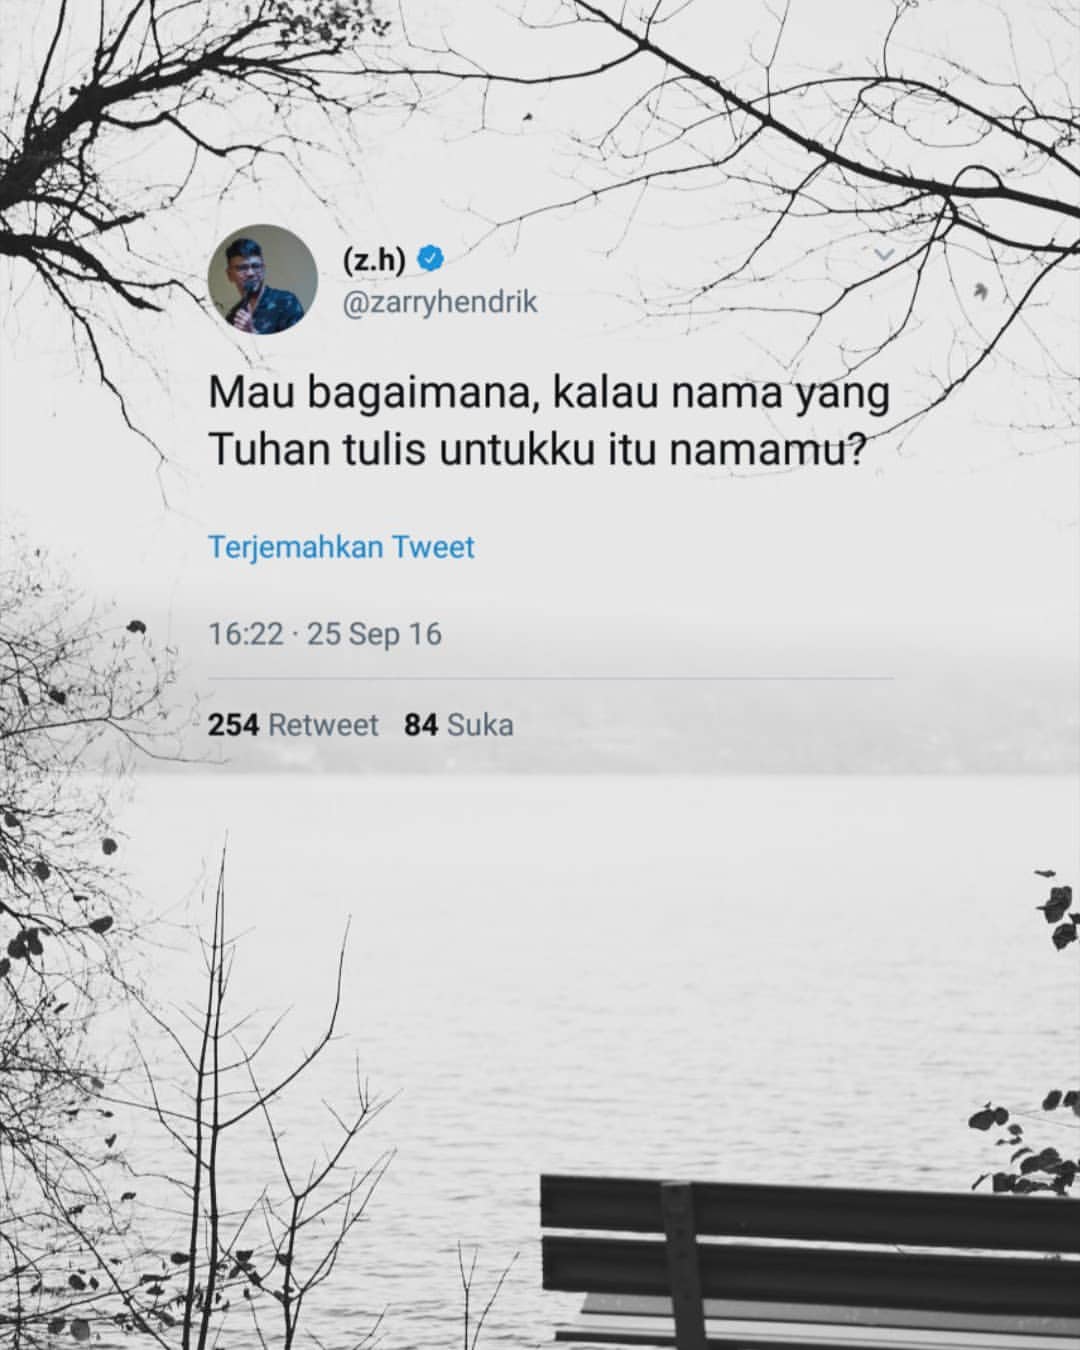 (z.h)
@zarryhendrik
Mau bagaimana, kalau nama yang
Tuhan tulis untukku itu namamu?
Terjemahkan Tweet
16:22 · 25 Sep 16
254 Retweet 84 Suka